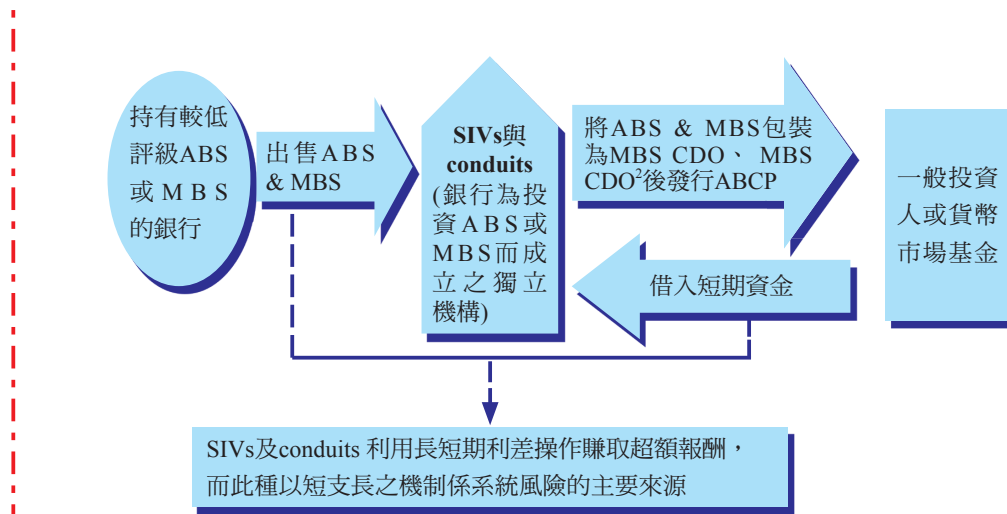 持有較低
評級ABS
或MBS
的銀行
出售ABS
& MBS
SIVs與
conduits
(銀行為投
資ABS或
MBS而成
立之獨立
機構)
將ABS & MBS包裝
為MBS CDO、 MBS
CDO²後發行ABCP
借入短期資金
一般投資
人或貨幣
市場基金
SIVs及conduits 利用長短期利差操作賺取超額報酬，
而此種以短支長之機制係系統風險的主要來源